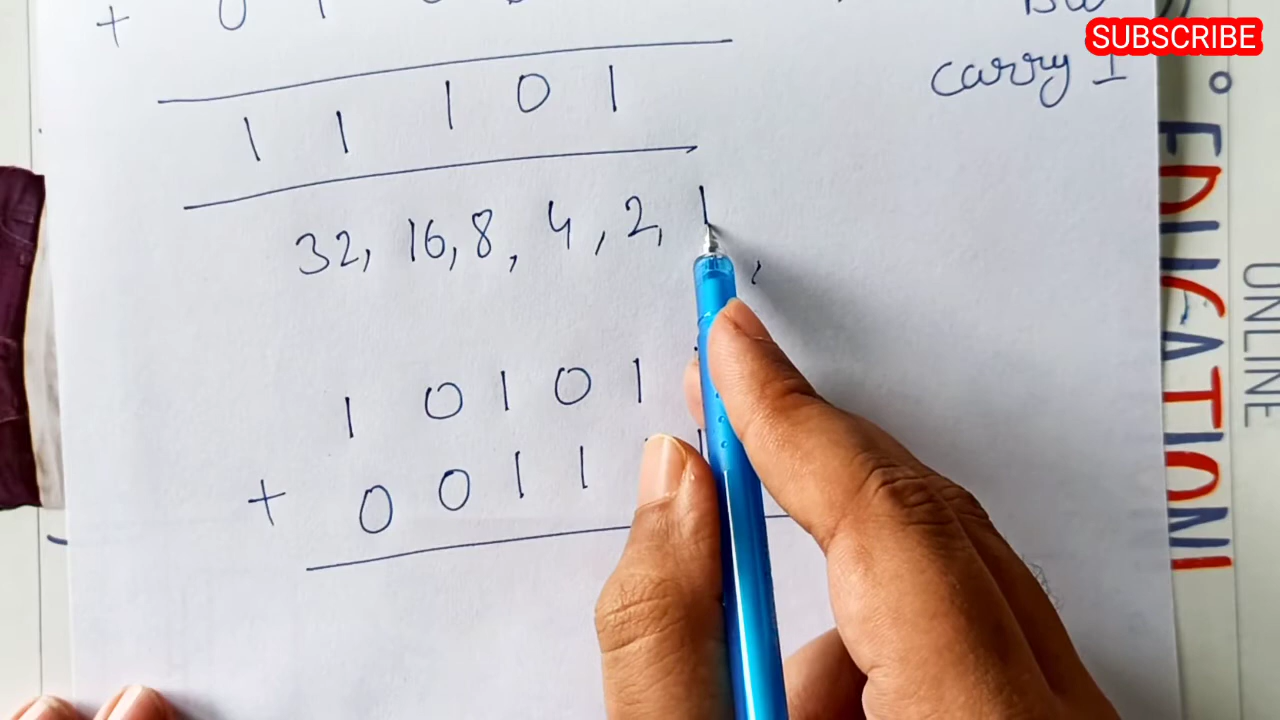 SUBSCRIBE
carry 1
1 1 1 0 1
32, 16, 8, 4, 2, 1
1 0 1 0 1
+ 0 0 1 1
EDUCATION
ONLINE